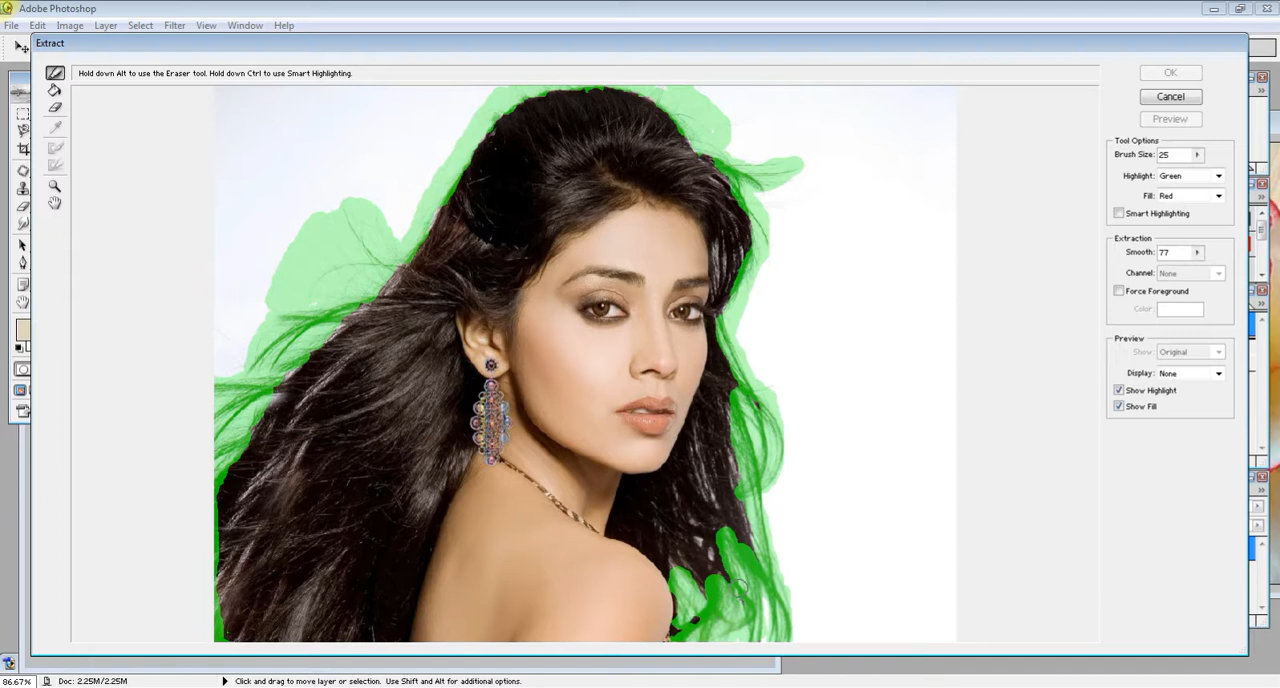 Adobe Photoshop
File Edit Image Layer Select Filter View Window Help
Extract
Hold down Alt to use the Eraser tool. Hold down Ctrl to use Smart Highlighting.
OK
Cancel
Preview
Tool Options
Brush Size: 25
Highlight: Green
Fill: Red
Smart Highlighting
Extraction
Smooth: 77
Channel: None
Force Foreground
Color:
Preview
Show: Original
Display: None
Show Highlight
Show Fill
86.67% Doc: 2.25M/2.25M Click and drag to move layer or selection. Use Shift and Alt for additional options.